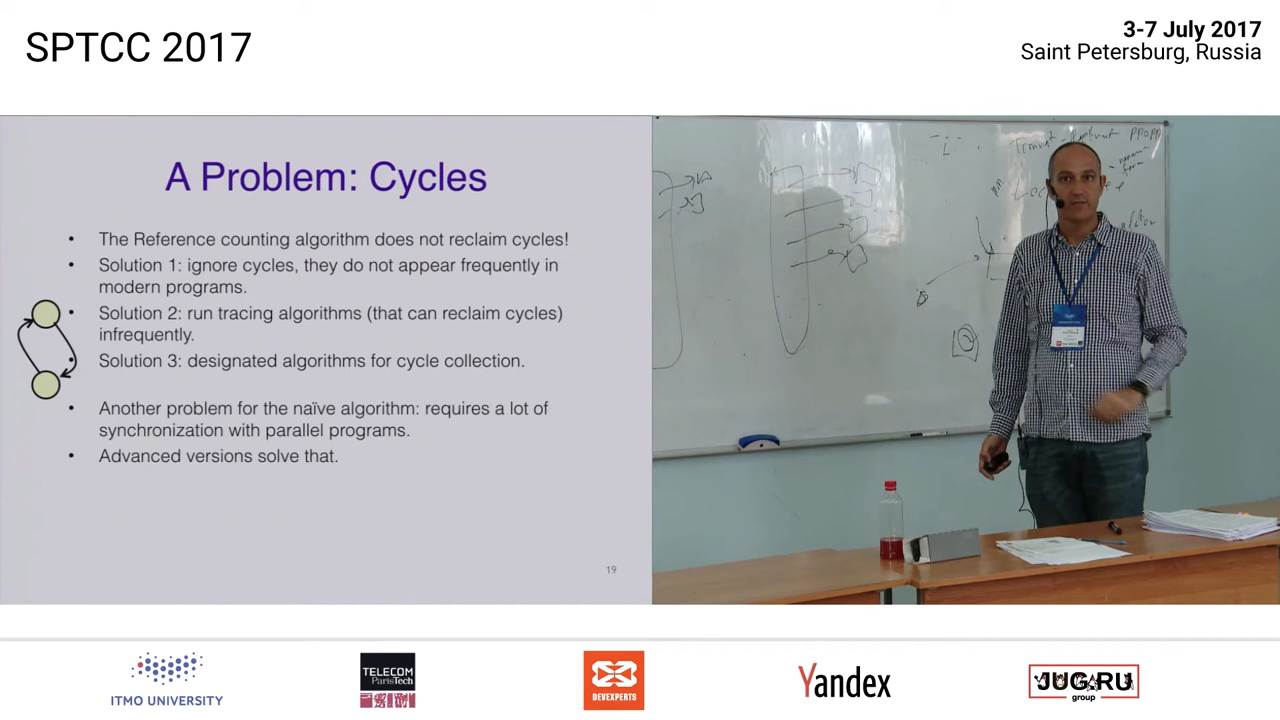 SPTCC 2017
3-7 July 2017
Saint Petersburg, Russia
A Problem: Cycles
• The Reference counting algorithm does not reclaim cycles!
• Solution 1: ignore cycles, they do not appear frequently in
modern programs.
• Solution 2: run tracing algorithms (that can reclaim cycles)
infrequently.
• Solution 3: designated algorithms for cycle collection.
• Another problem for the naïve algorithm: requires a lot of
synchronization with parallel programs.
• Advanced versions solve that.
19
ITMO UNIVERSITY
TELECOM
ParisTech
DEVEXPERTS
Yandex
JUG.RU
group